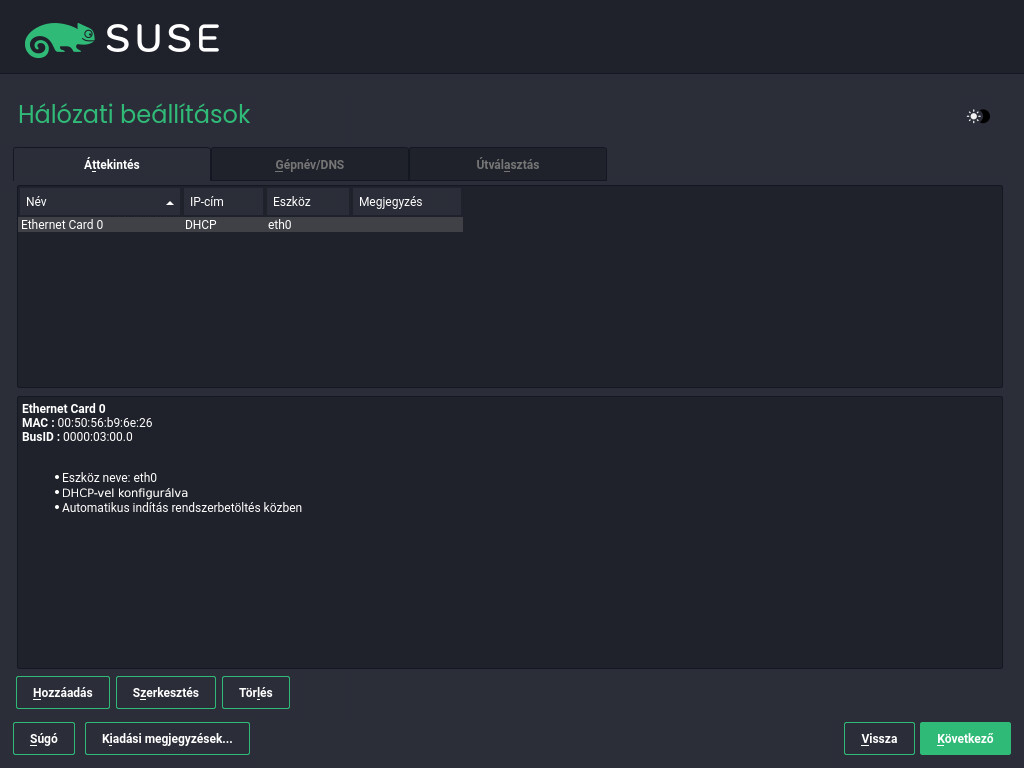 SUSE
Hálózati beállítások
Áttekintés Gépnév/DNS Útválasztás
Név IP-cím Eszköz Megjegyzés
Ethernet Card 0 DHCP eth0
Ethernet Card 0
MAC : 00:50:56:b9:6e:26
BusID : 0000:03:00.0
• Eszköz neve: eth0
• DHCP-vel konfigurálva
• Automatikus indítás rendszerbetöltés közben
Hozzáadás Szerkesztés Törlés
Súgó Kiadási megjegyzések... Vissza Következő